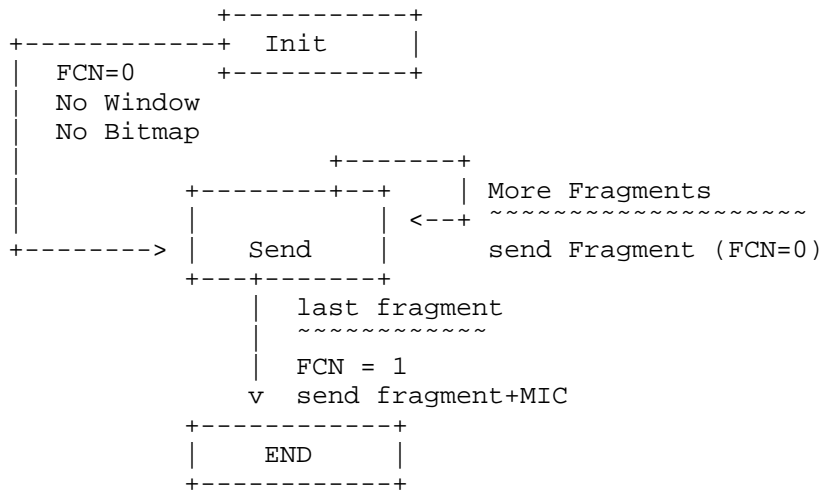 Init
FCN=0
No Window
No Bitmap
More Fragments
~~~~~~~~~~~~~~~~~~~~
send Fragment (FCN=0)
Send
last fragment
~~~~~~~~~~~~
FCN = 1
send fragment+MIC
END